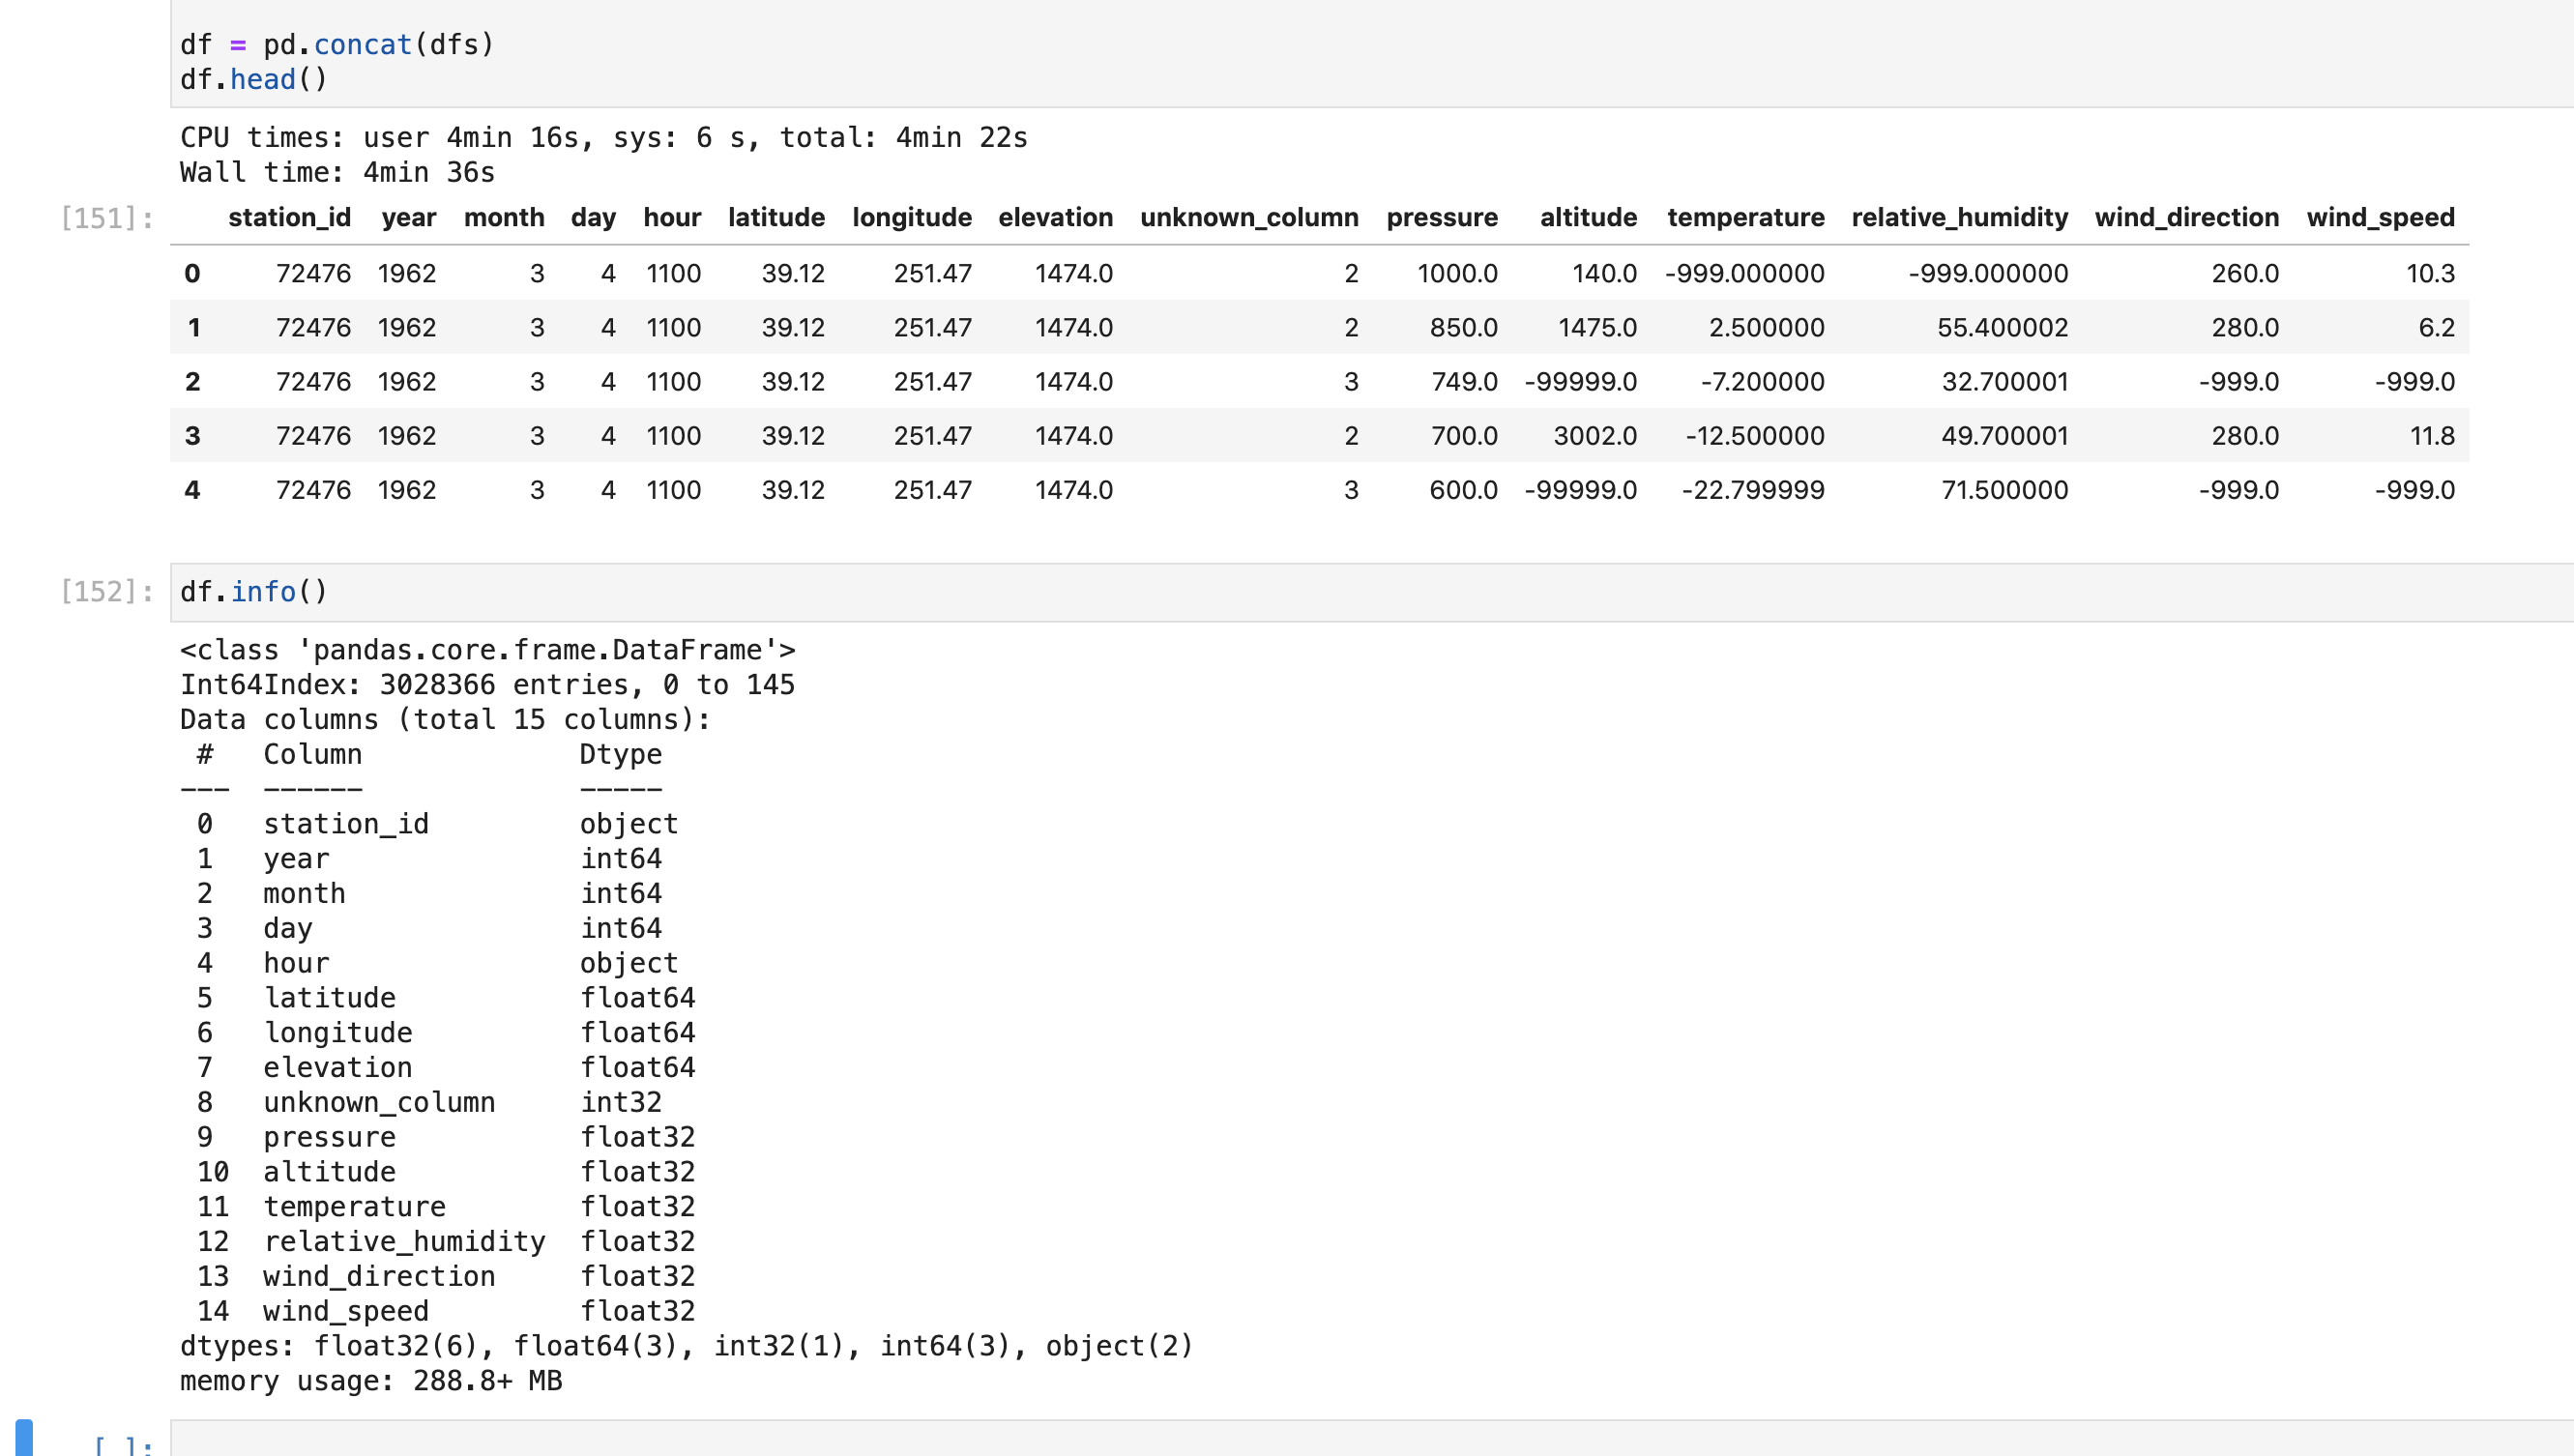 df = pd.concat(dfs)
df.head()
CPU times: user 4min 16s, sys: 6 s, total: 4min 22s
Wall time: 4min 36s
[151]:
station_id year month day hour latitude longitude elevation unknown_column pressure altitude temperature relative_humidity wind_direction wind_speed
0 72476 1962 3 4 1100 39.12 251.47 1474.0 2 1000.0 140.0 -999.000000 -999.000000 260.0 10.3
1 72476 1962 3 4 1100 39.12 251.47 1474.0 2 850.0 1475.0 2.500000 55.400002 280.0 6.2
2 72476 1962 3 4 1100 39.12 251.47 1474.0 3 749.0 -99999.0 -7.200000 32.700001 -999.0 -999.0
3 72476 1962 3 4 1100 39.12 251.47 1474.0 2 700.0 3002.0 -12.500000 49.700001 280.0 11.8
4 72476 1962 3 4 1100 39.12 251.47 1474.0 3 600.0 -99999.0 -22.799999 71.500000 -999.0 -999.0
[152]: df.info()
<class 'pandas.core.frame.DataFrame'>
Int64Index: 3028366 entries, 0 to 145
Data columns (total 15 columns):
# Column Dtype
--- ------ -----
0 station_id object
1 year int64
2 month int64
3 day int64
4 hour object
5 latitude float64
6 longitude float64
7 elevation float64
8 unknown_column int32
9 pressure float32
10 altitude float32
11 temperature float32
12 relative_humidity float32
13 wind_direction float32
14 wind_speed float32
dtypes: float32(6), float64(3), int32(1), int64(3), object(2)
memory usage: 288.8+ MB
[ ]: